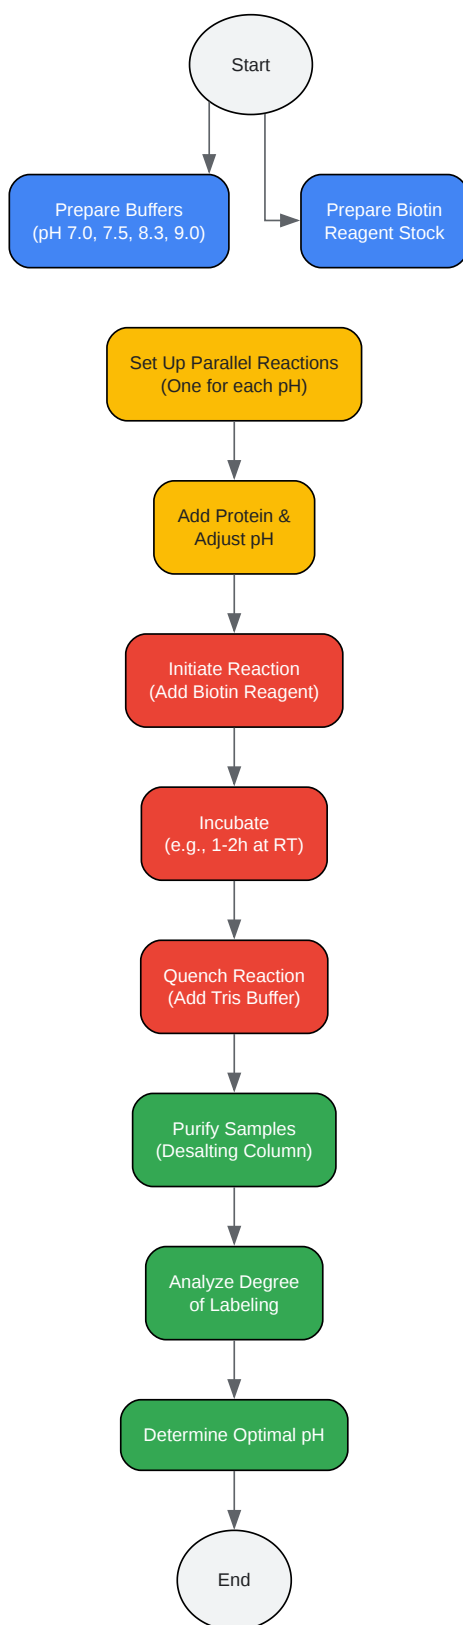 Start
Prepare Buffers
(pH 7.0, 7.5, 8.3, 9.0)
Prepare Biotin
Reagent Stock
Set Up Parallel Reactions
(One for each pH)
Add Protein &
Adjust pH
Initiate Reaction
(Add Biotin Reagent)
Incubate
(e.g., 1-2h at RT)
Quench Reaction
(Add Tris Buffer)
Purify Samples
(Desalting Column)
Analyze Degree
of Labeling
Determine Optimal pH
End